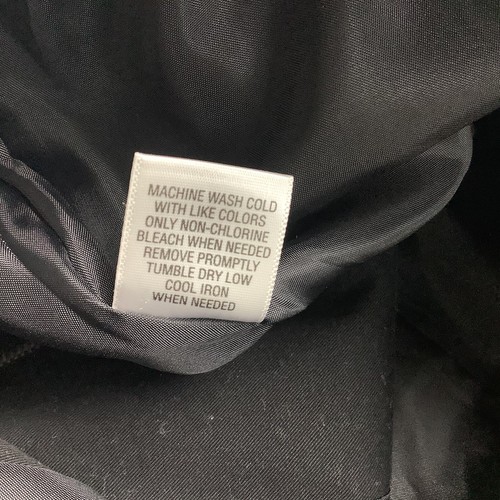 MACHINE WASH COLD
WITH LIKE COLORS
ONLY NON-CHLORINE
BLEACH WHEN NEEDED
REMOVE PROMPTLY
TUMBLE DRY LOW
COOL IRON
WHEN NEEDED